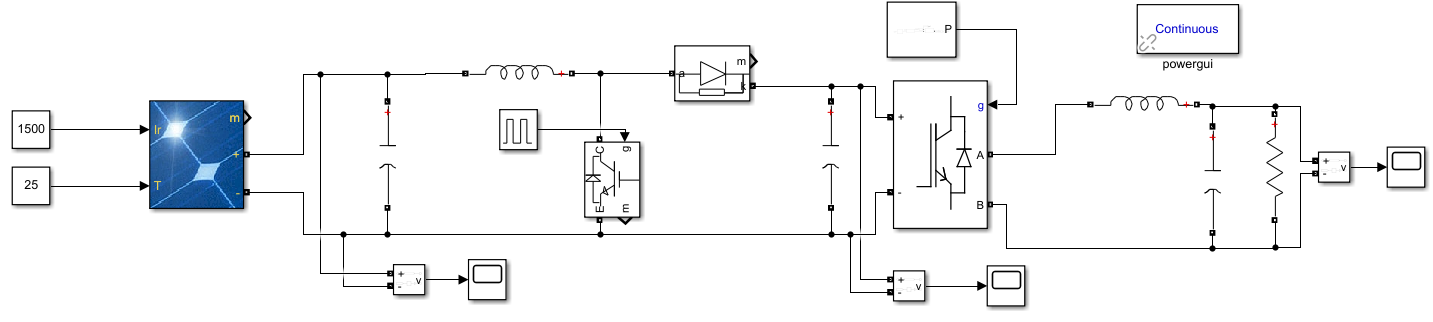 P
Continuous
powergui
m
a
k
1500
Ir
m
+
25
T
-
C
g
E
m
+
-
g
A
B
+
-
v
+
-
v
+
-
v